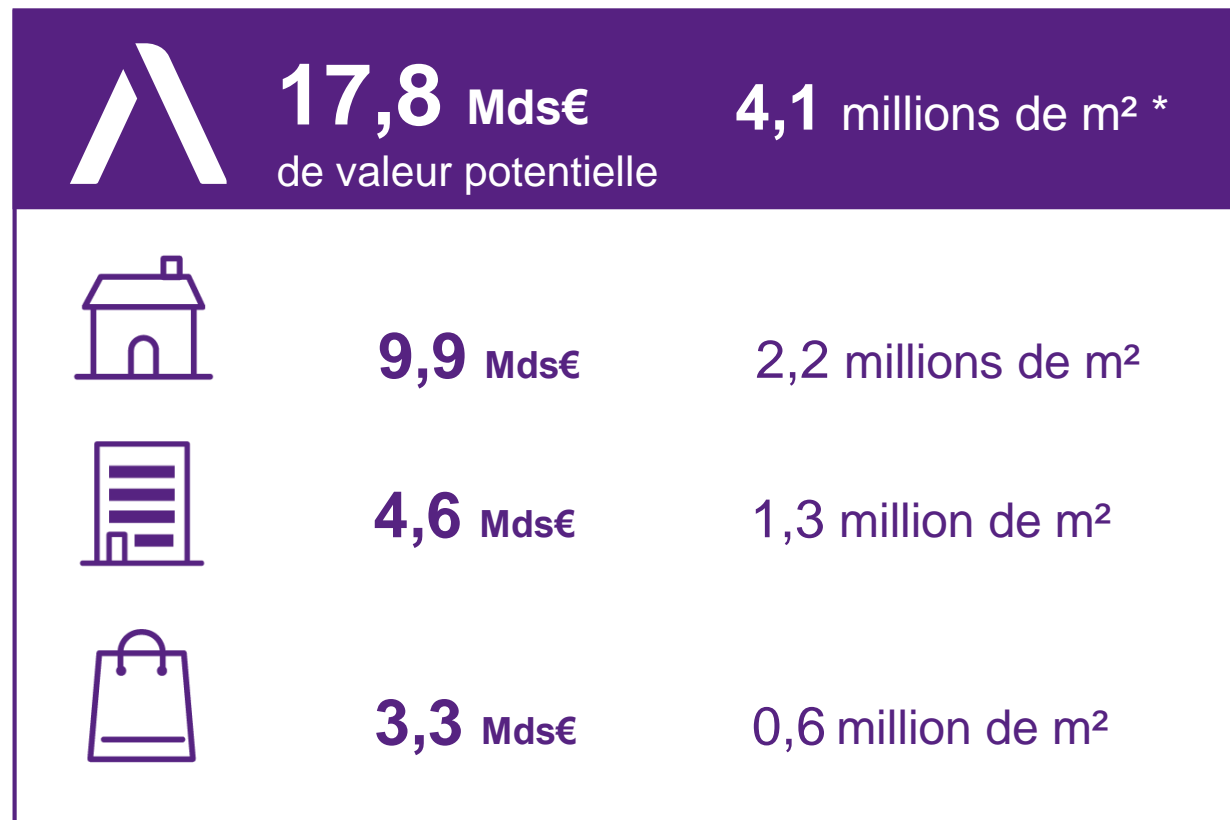 17,8 Mds€ 4,1 millions de m² *
de valeur potentielle
9,9 Mds€ 2,2 millions de m²
4,6 Mds€ 1,3 million de m²
3,3 Mds€ 0,6 million de m²